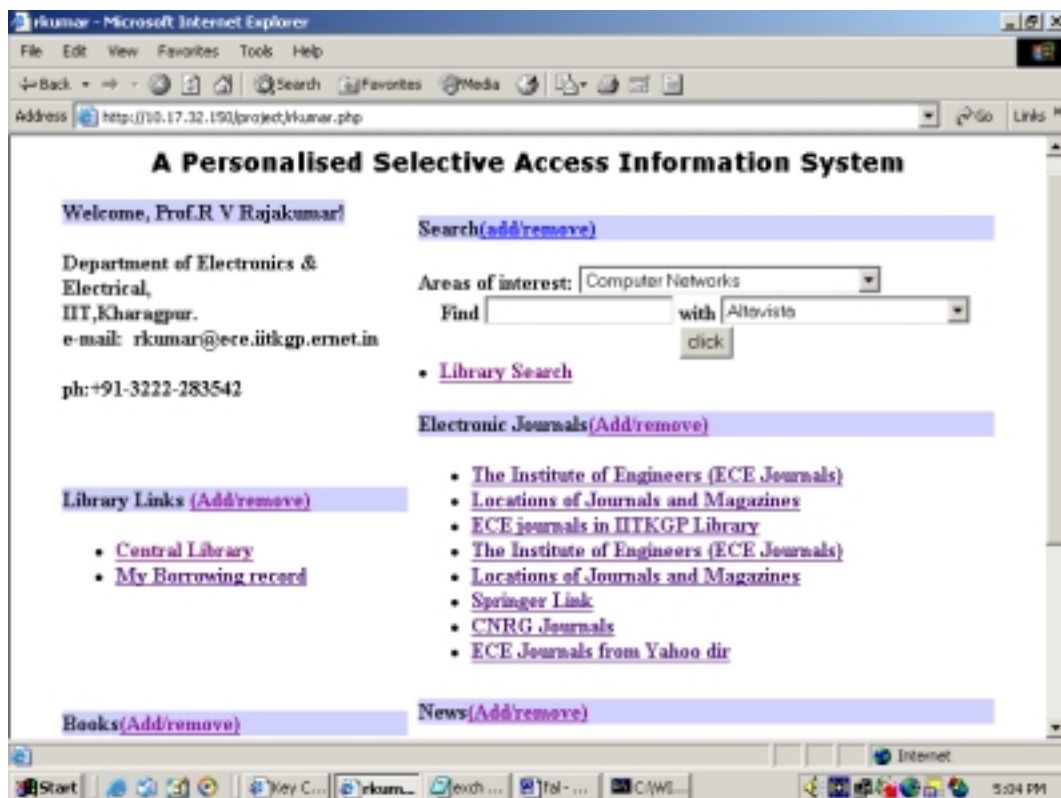 rkumar - Microsoft Internet Explorer
File Edit View Favorites Tools Help
Back Search Favorites Media
Address http://10.17.32.150/project/rkumar.php Go Links
A Personalised Selective Access Information System
Welcome, Prof.R V Rajakumar!
Department of Electronics &
Electrical,
IIT,Kharagpur.
e-mail: rkumar@ece.iitkgp.ernet.in
ph:+91-3222-283542
Library Links (Add/remove)
• Central Library
• My Borrowing record
Books(Add/remove)
Search(add/remove)
Areas of interest: Computer Networks
Find with Altavista
click
• Library Search
Electronic Journals(Add/remove)
• The Institute of Engineers (ECE Journals)
• Locations of Journals and Magazines
• ECE journals in IITKGP Library
• The Institute of Engineers (ECE Journals)
• Locations of Journals and Magazines
• Springer Link
• CNRG Journals
• ECE Journals from Yahoo dir
News(Add/remove)
Internet
Start Key C... rkum... exch ... fal - ... 5:04 PM